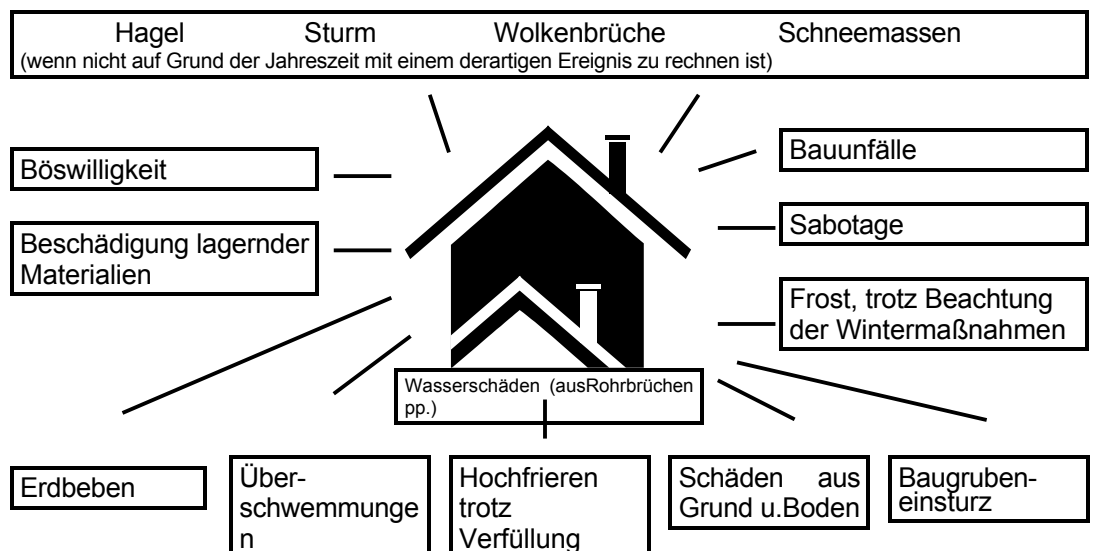 Hagel Sturm Wolkenbrüche Schneemassen
(wenn nicht auf Grund der Jahreszeit mit einem derartigen Ereignis zu rechnen ist)
Böswilligkeit
Bauunfälle
Beschädigung lagernder
Materialien
Sabotage
Frost, trotz Beachtung
der Wintermaßnahmen
Wasserschäden (ausRohrbrüchen
pp.)
Erdbeben
Über-
schwemmunge
n
Hochfrieren
trotz
Verfüllung
Schäden aus
Grund u.Boden
Baugruben-
einsturz